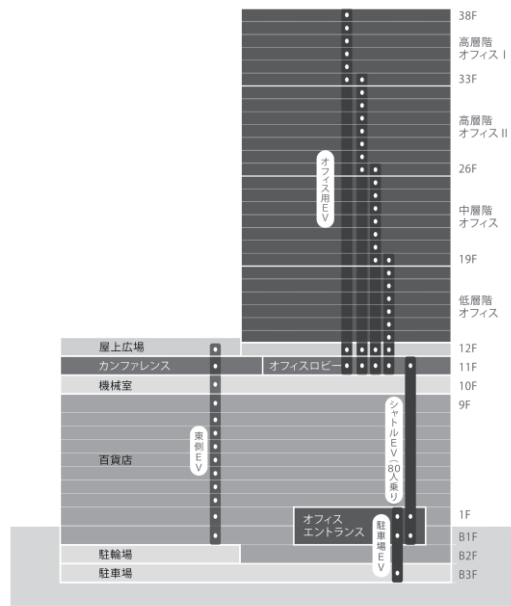 38F
高層階
オフィス I
33F
高層階
オフィス II
26F
オフィス用EV
中層階
オフィス
19F
低層階
オフィス
屋上広場
12F
カンファレンス
オフィスロビー
11F
機械室
10F
9F
東側EV
シャトルEV(80人乗り)
百貨店
オフィス
エントランス
1F
駐車場EV
B1F
駐輪場
B2F
駐車場
B3F